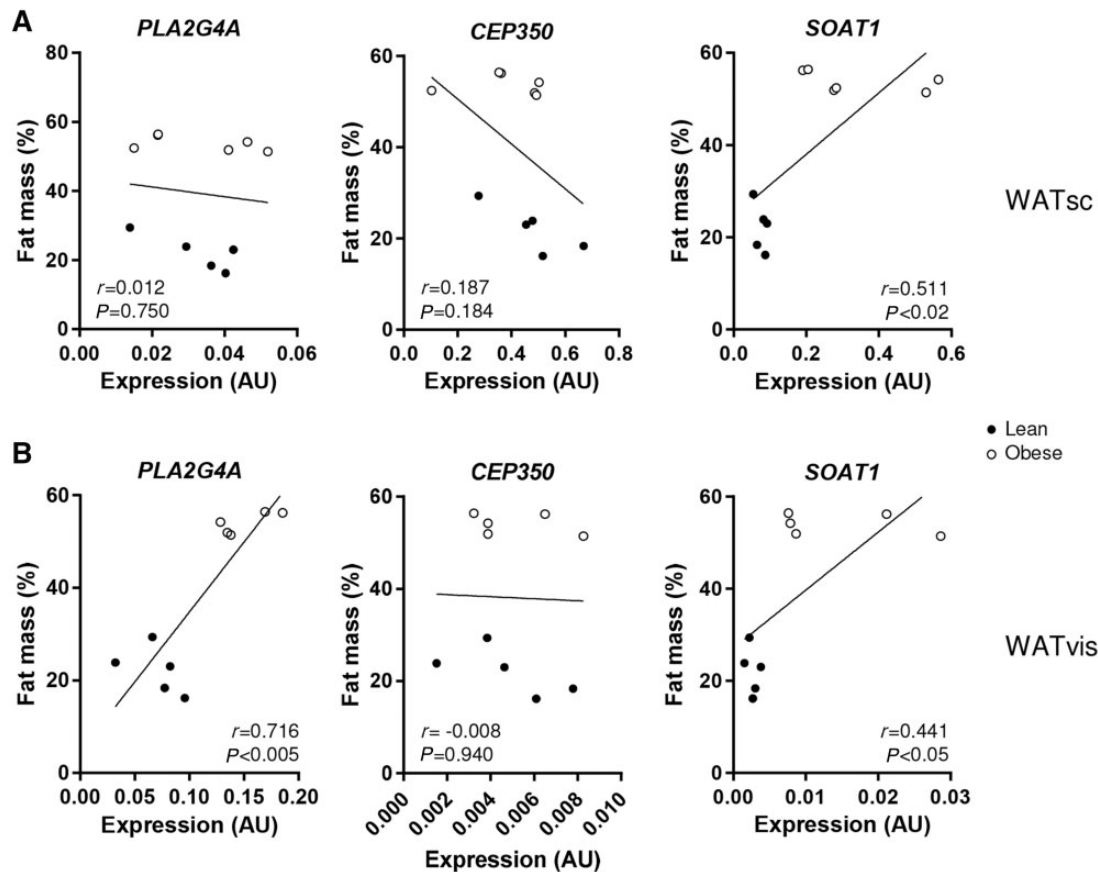 A
PLA2G4A
CEP350
SOAT1
Fat mass (%)
80
60
40
20
0
0.00 0.02 0.04 0.06
Expression (AU)
r=0.012
P=0.750
Fat mass (%)
60
40
20
0
0.0 0.2 0.4 0.6 0.8
Expression (AU)
r=0.187
P=0.184
Fat mass (%)
60
40
20
0
0.0 0.2 0.4 0.6
Expression (AU)
r=0.511
P<0.02
WATsc
Lean
Obese
B
PLA2G4A
CEP350
SOAT1
Fat mass (%)
60
40
20
0
0.00 0.05 0.10 0.15 0.20
Expression (AU)
r=0.716
P<0.005
Fat mass (%)
60
40
20
0
0.000 0.002 0.004 0.006 0.008 0.010
Expression (AU)
r= -0.008
P=0.940
Fat mass (%)
60
40
20
0
0.00 0.01 0.02 0.03
Expression (AU)
r=0.441
P<0.05
WATvis